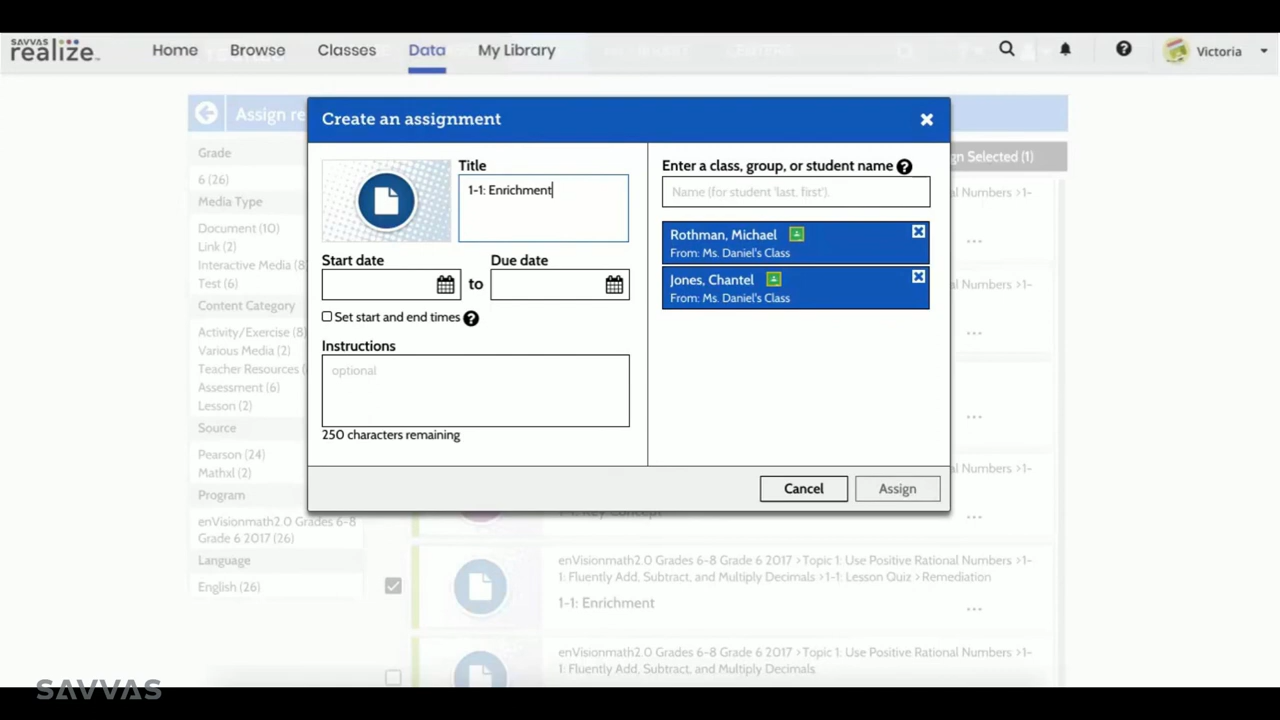 SAVVAS
realize
Home
Browse
Classes
Data
My Library
Victoria
Assign re
Create an assignment
Title
1-1: Enrichment
Start date
to
Due date
Set start and end times
Instructions
optional
250 characters remaining
Enter a class, group, or student name
Name (for student 'last, first').
Rothman, Michael
From: Ms. Daniel's Class
Jones, Chantel
From: Ms. Daniel's Class
Cancel
Assign
gn Selected (1)
Grade
6 (26)
Media Type
Document (10)
Link (2)
Interactive Media (8
Test (6)
Content Category
Activity/Exercise (8)
Various Media (2)
Teacher Resources (
Assessment (6)
Lesson (2)
Source
Pearson (24)
Mathxl (2)
Program
enVisionmath2.0 Grades 6-8
Grade 6 2017 (26)
Language
English (26)
al Numbers >1-
al Numbers >1-
al Numbers >1-
1-1: Key Concept
enVisionmath2.0 Grades 6-8 Grade 6 2017 >Topic 1: Use Positive Rational Numbers >1-
1: Fluently Add, Subtract, and Multiply Decimals >1-1: Lesson Quiz >Remediation
1-1: Enrichment
enVisionmath2.0 Grades 6-8 Grade 6 2017 >Topic 1: Use Positive Rational Numbers >1-
1: Fluently Add, Subtract, and Multiply Decimals
SAVVAS